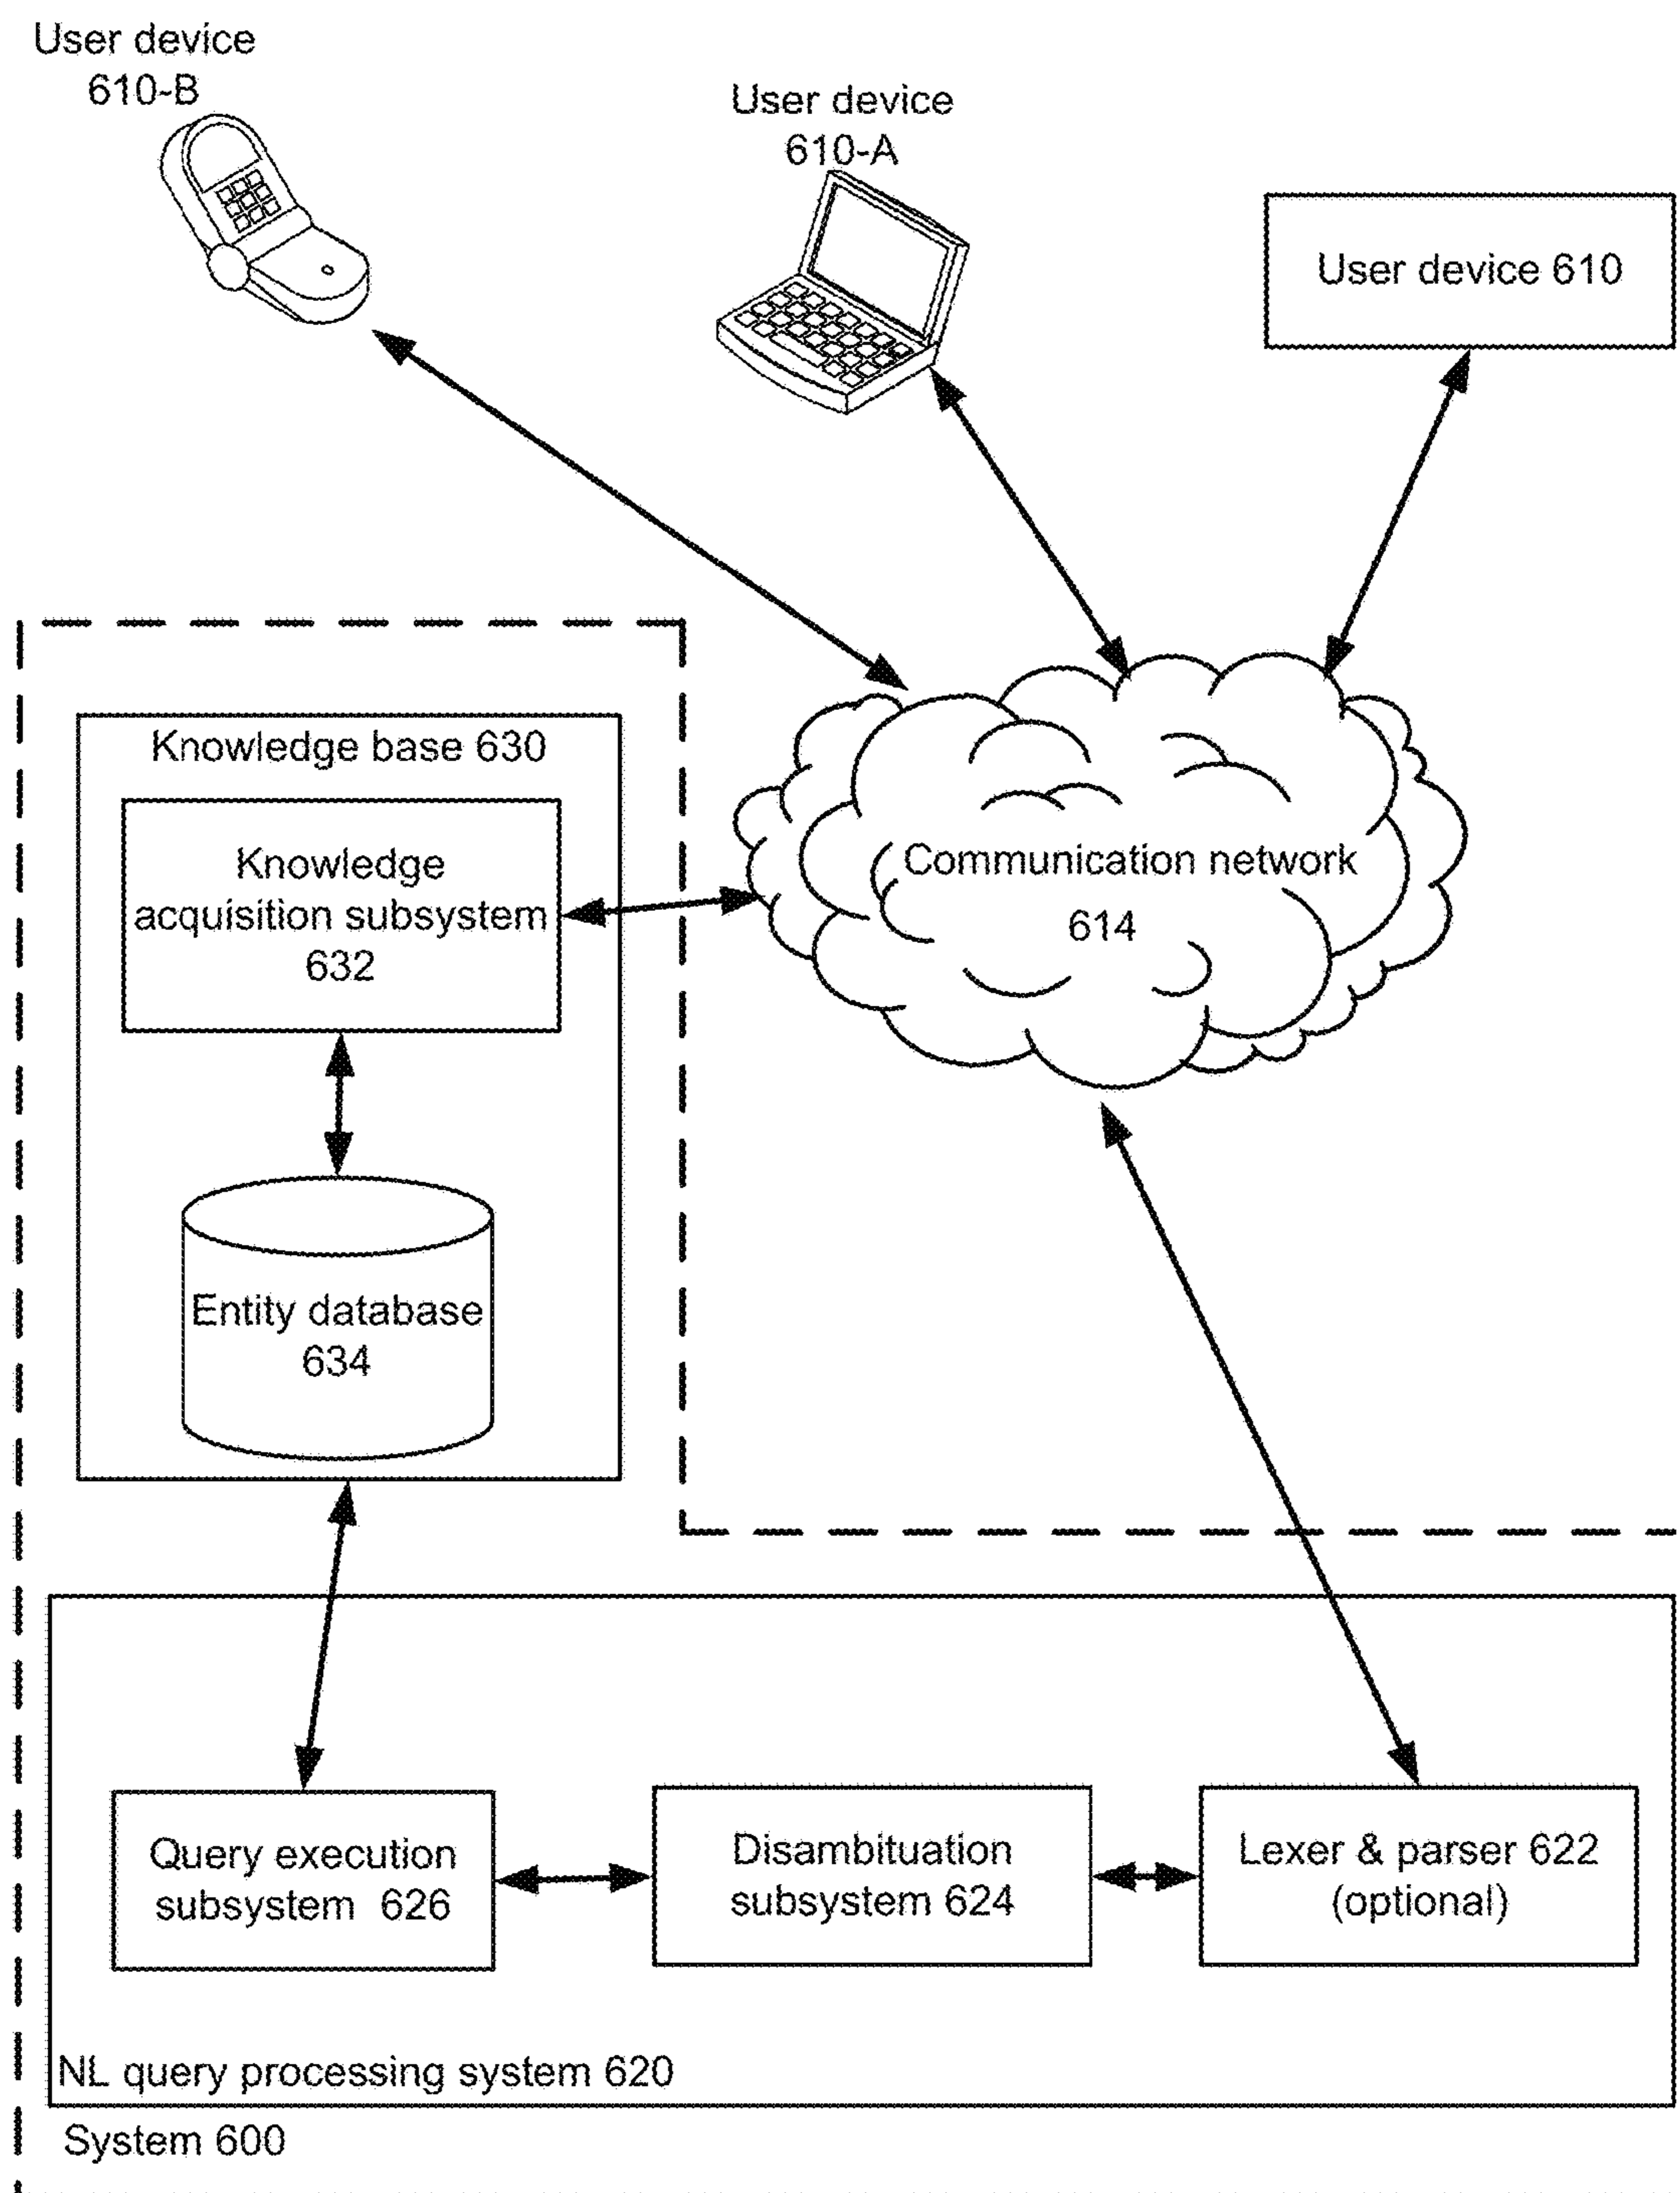 User device
610-B
User device
610-A
User device 610
Knowledge base 630
Knowledge
acquisition subsystem
632
Communication network
614
Entity database
634
Query execution
subsystem 626
Disambituation
subsystem 624
Lexer & parser 622
(optional)
NL query processing system 620
System 600